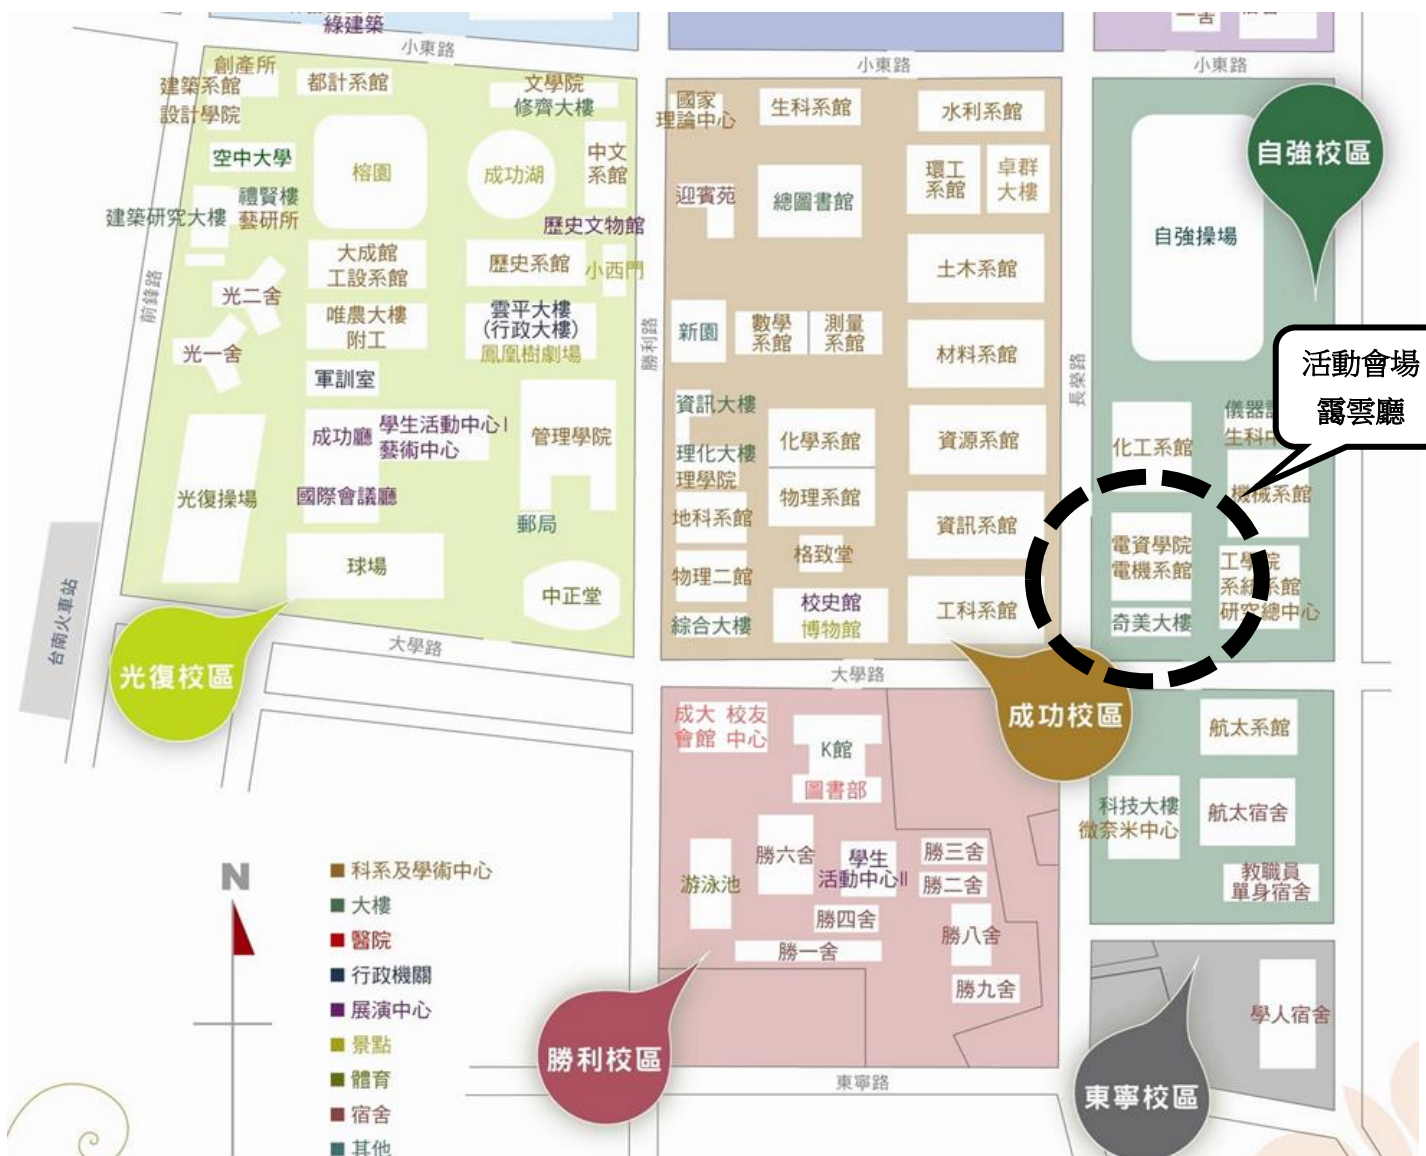 綠建築
小東路
小東路
小東路
創產所
建築系館
設計學院
都計系館
文學院
修齊大樓
空中大學
榕園
成功湖
中文
系館
禮賢樓
藝研所
建築研究大樓
歷史文物館
大成館
工設系館
歷史系館
小西門
光二舍
唯農大樓
附工
雲平大樓
(行政大樓)
鳳凰樹劇場
光一舍
軍訓室
成功廳
學生活動中心I
藝術中心
管理學院
光復操場
國際會議廳
郵局
球場
中正堂
前鋒路
勝利路
長榮路
台南火車站
大學路
光復校區
國家
理論中心
生科系館
水利系館
環工
系館
卓群
大樓
迎賓苑
總圖書館
土木系館
新園
數學
系館
測量
系館
材料系館
資訊大樓
化學系館
資源系館
理化大樓
理學院
物理系館
地科系館
資訊系館
格致堂
物理二館
校史館
博物館
工科系館
綜合大樓
大學路
成功校區
自強校區
自強操場
活動會場
靄雲廳
化工系館
儀器
生科中
機械系館
電資學院
電機系館
工學院
系統系館
研究總中心
奇美大樓
成大 校友
會館 中心
K館
圖書部
航太系館
科技大樓
微奈米中心
航太宿舍
教職員
單身宿舍
勝六舍
學生
活動中心II
勝三舍
勝二舍
游泳池
勝四舍
勝八舍
勝一舍
勝九舍
學人宿舍
勝利校區
東寧路
東寧校區
N
科系及學術中心
大樓
醫院
行政機關
展演中心
景點
體育
宿舍
其他